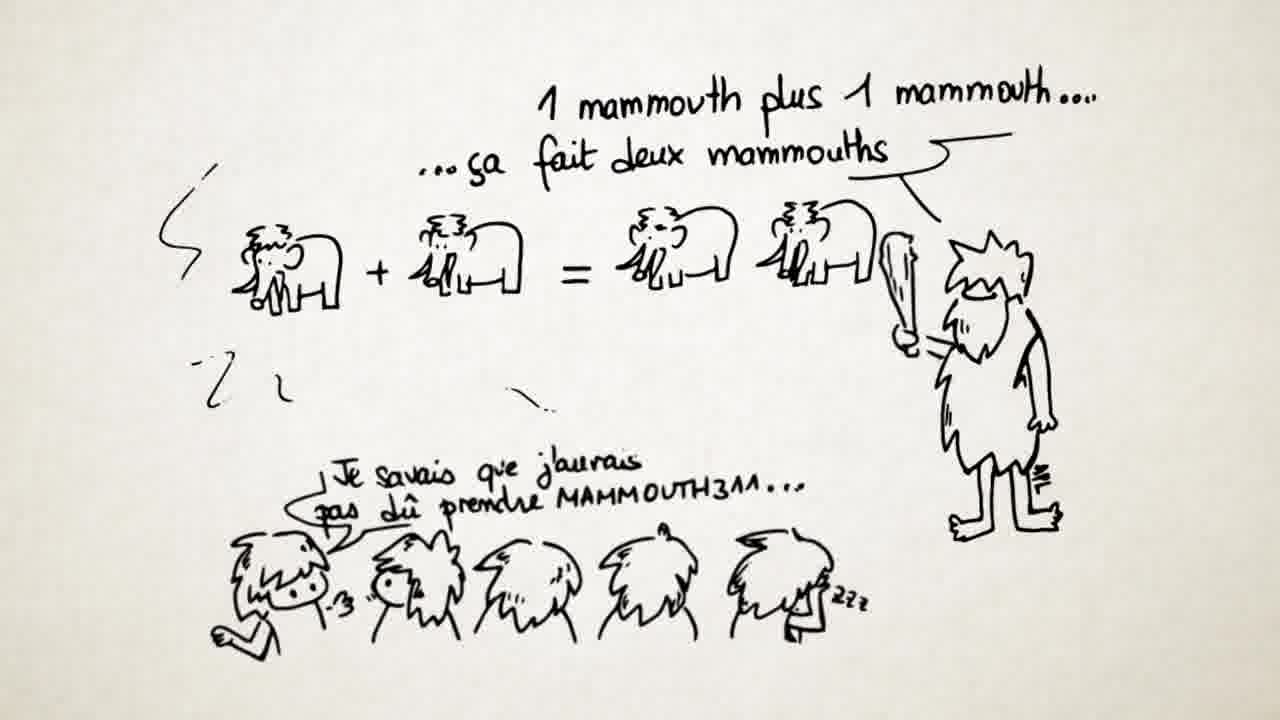 1 mammouth plus 1 mammouth....
...ça fait deux mammouths
+ =
Je savais que j'aurais
pas dû prendre MAMMOUTH311...
zzz